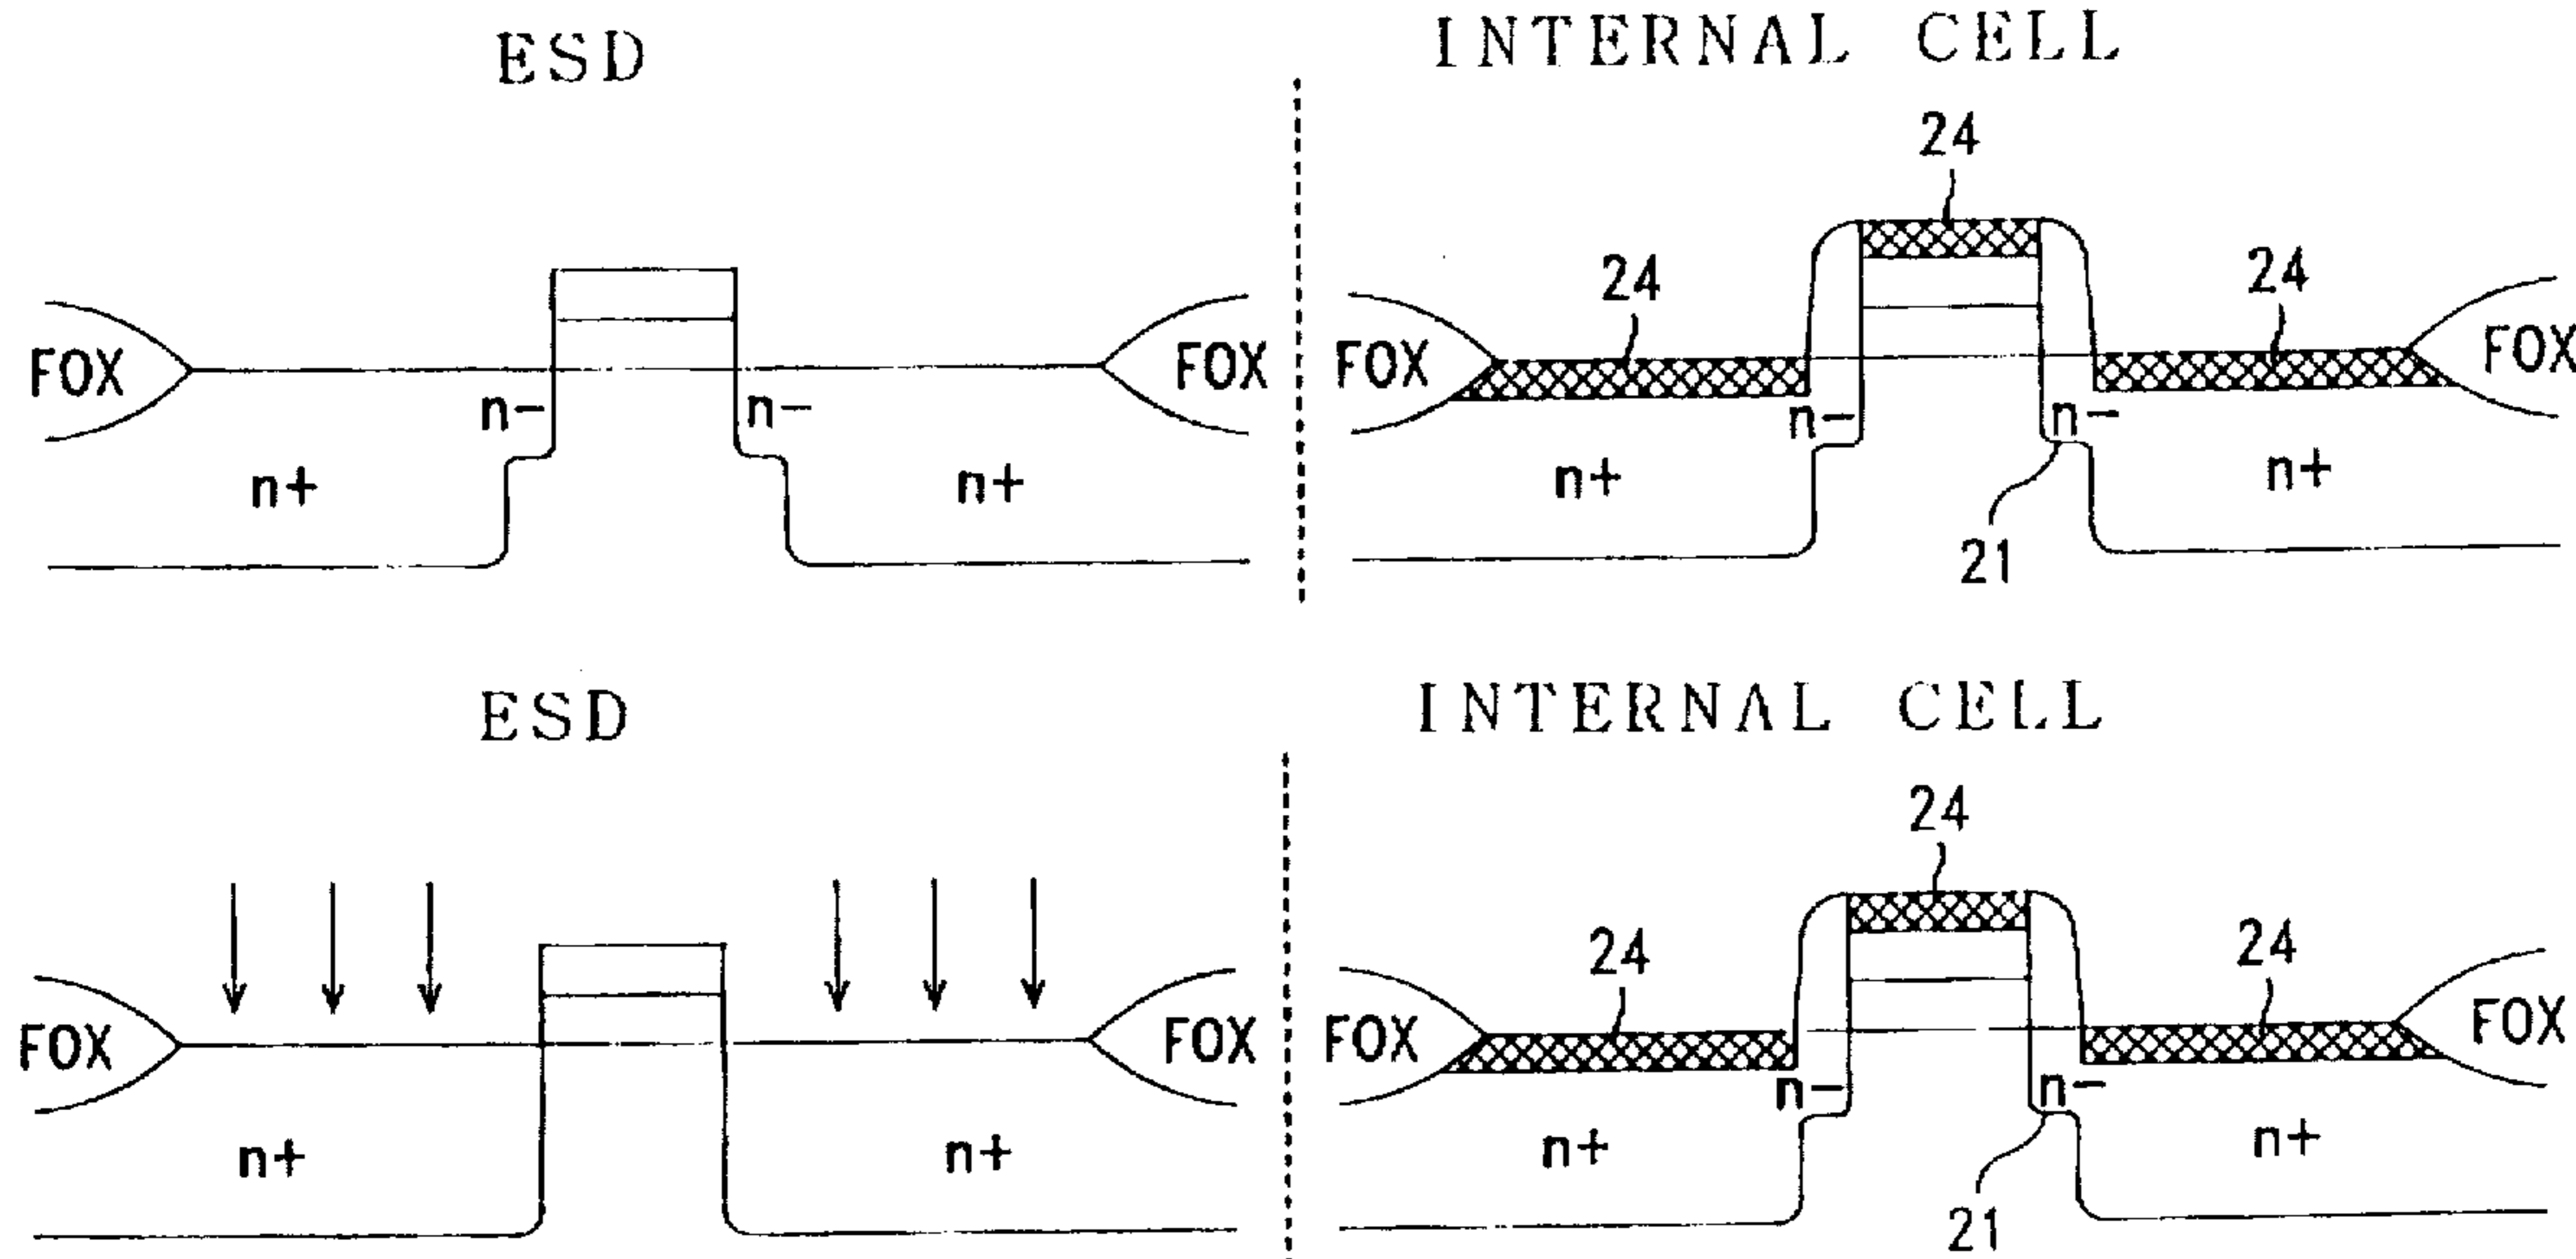 ESD
INTERNAL CELL
24
24
24
FOX
FOX
FOX
FOX
n-
n-
n-
n-
n+
n+
n+
n+
21
ESD
INTERNAL CELL
24
24
24
FOX
FOX
FOX
FOX
n-
n-
n+
n+
n+
n+
21